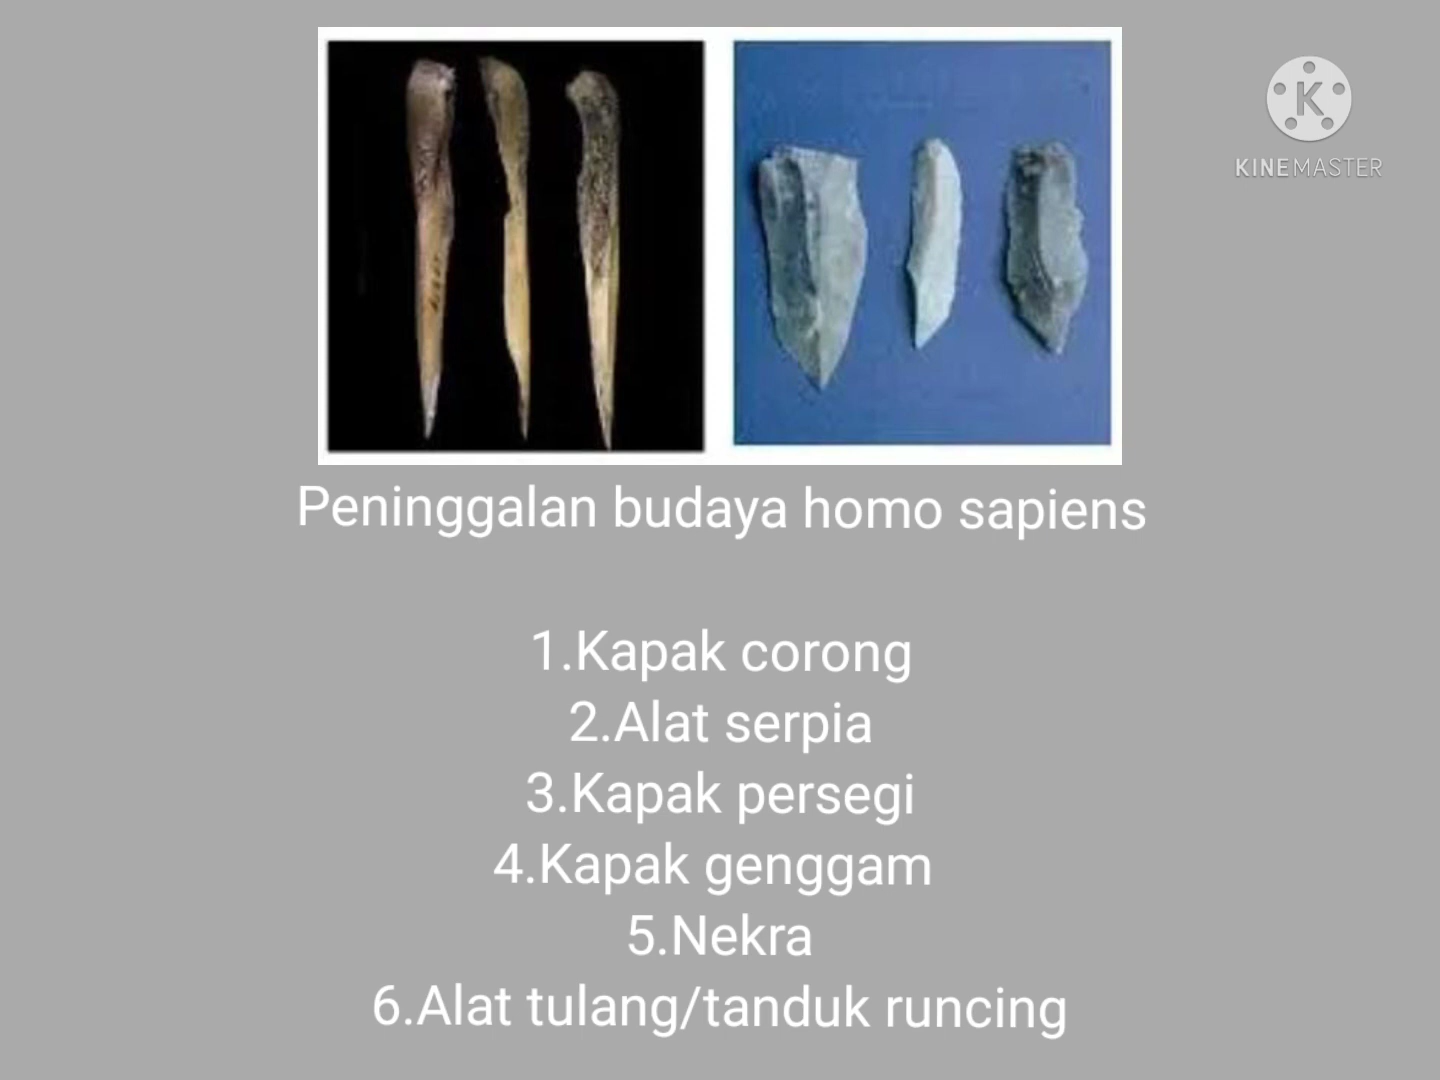 K
KINEMASTER
Peninggalan budaya homo sapiens
1.Kapak corong
2.Alat serpia
3.Kapak persegi
4.Kapak genggam
5.Nekra
6.Alat tulang/tanduk runcing